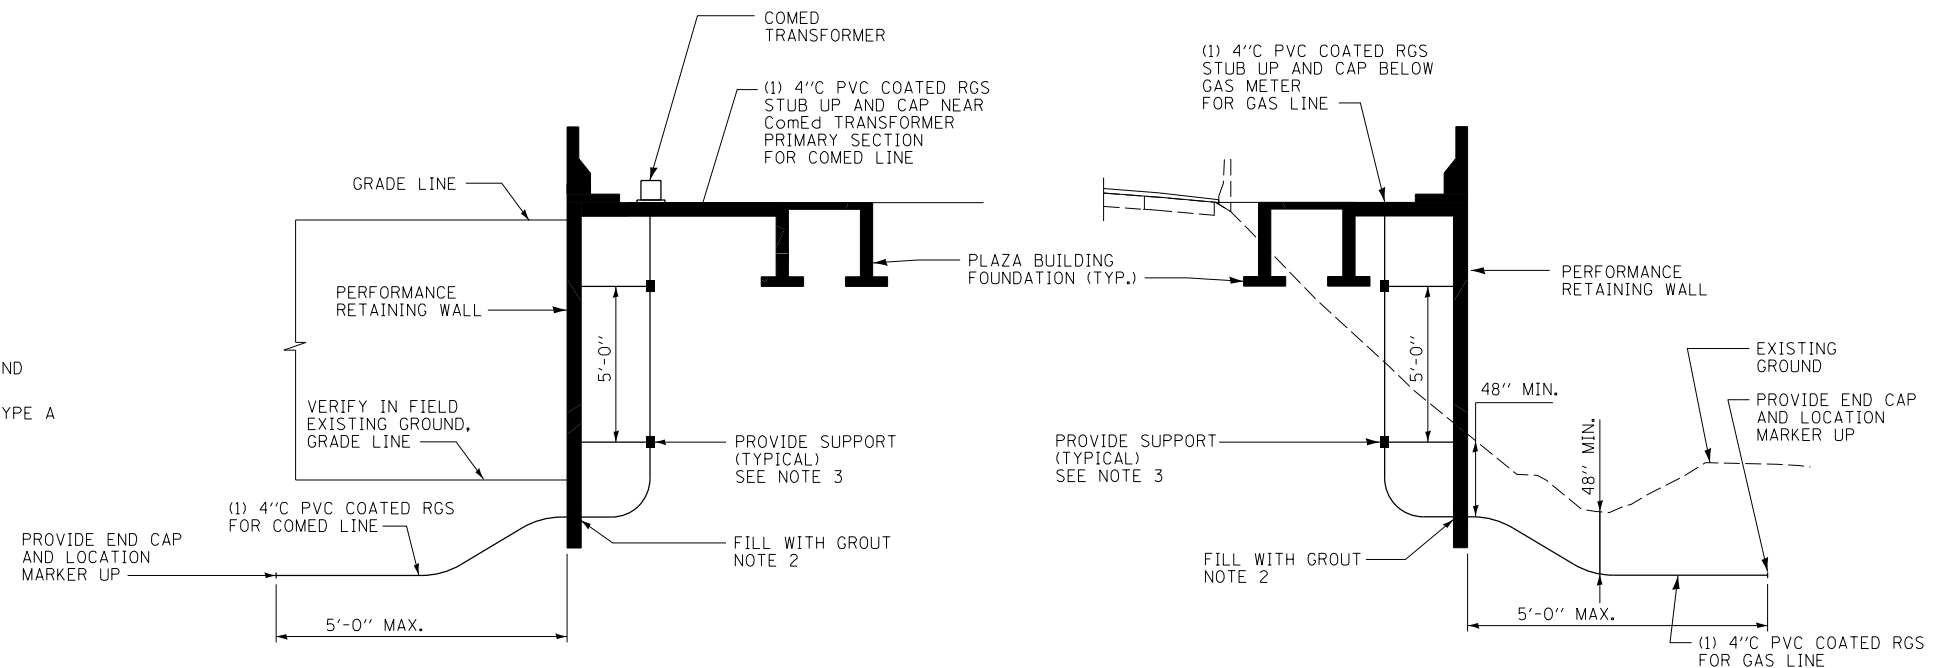 COMED
TRANSFORMER
(1) 4''C PVC COATED RGS
STUB UP AND CAP NEAR
ComEd TRANSFORMER
PRIMARY SECTION
FOR COMED LINE
GRADE LINE
PERFORMANCE
RETAINING WALL
5'-0''
ND
YPE A
VERIFY IN FIELD
EXISTING GROUND,
GRADE LINE
PROVIDE SUPPORT
(TYPICAL)
SEE NOTE 3
(1) 4''C PVC COATED RGS
FOR COMED LINE
PROVIDE END CAP
AND LOCATION
MARKER UP
FILL WITH GROUT
NOTE 2
5'-0'' MAX.
PLAZA BUILDING
FOUNDATION (TYP.)
(1) 4''C PVC COATED RGS
STUB UP AND CAP BELOW
GAS METER
FOR GAS LINE
PERFORMANCE
RETAINING WALL
5'-0''
EXISTING
GROUND
48'' MIN.
PROVIDE END CAP
AND LOCATION
MARKER UP
48'' MIN.
PROVIDE SUPPORT
(TYPICAL)
SEE NOTE 3
FILL WITH GROUT
NOTE 2
5'-0'' MAX.
(1) 4''C PVC COATED RGS
FOR GAS LINE